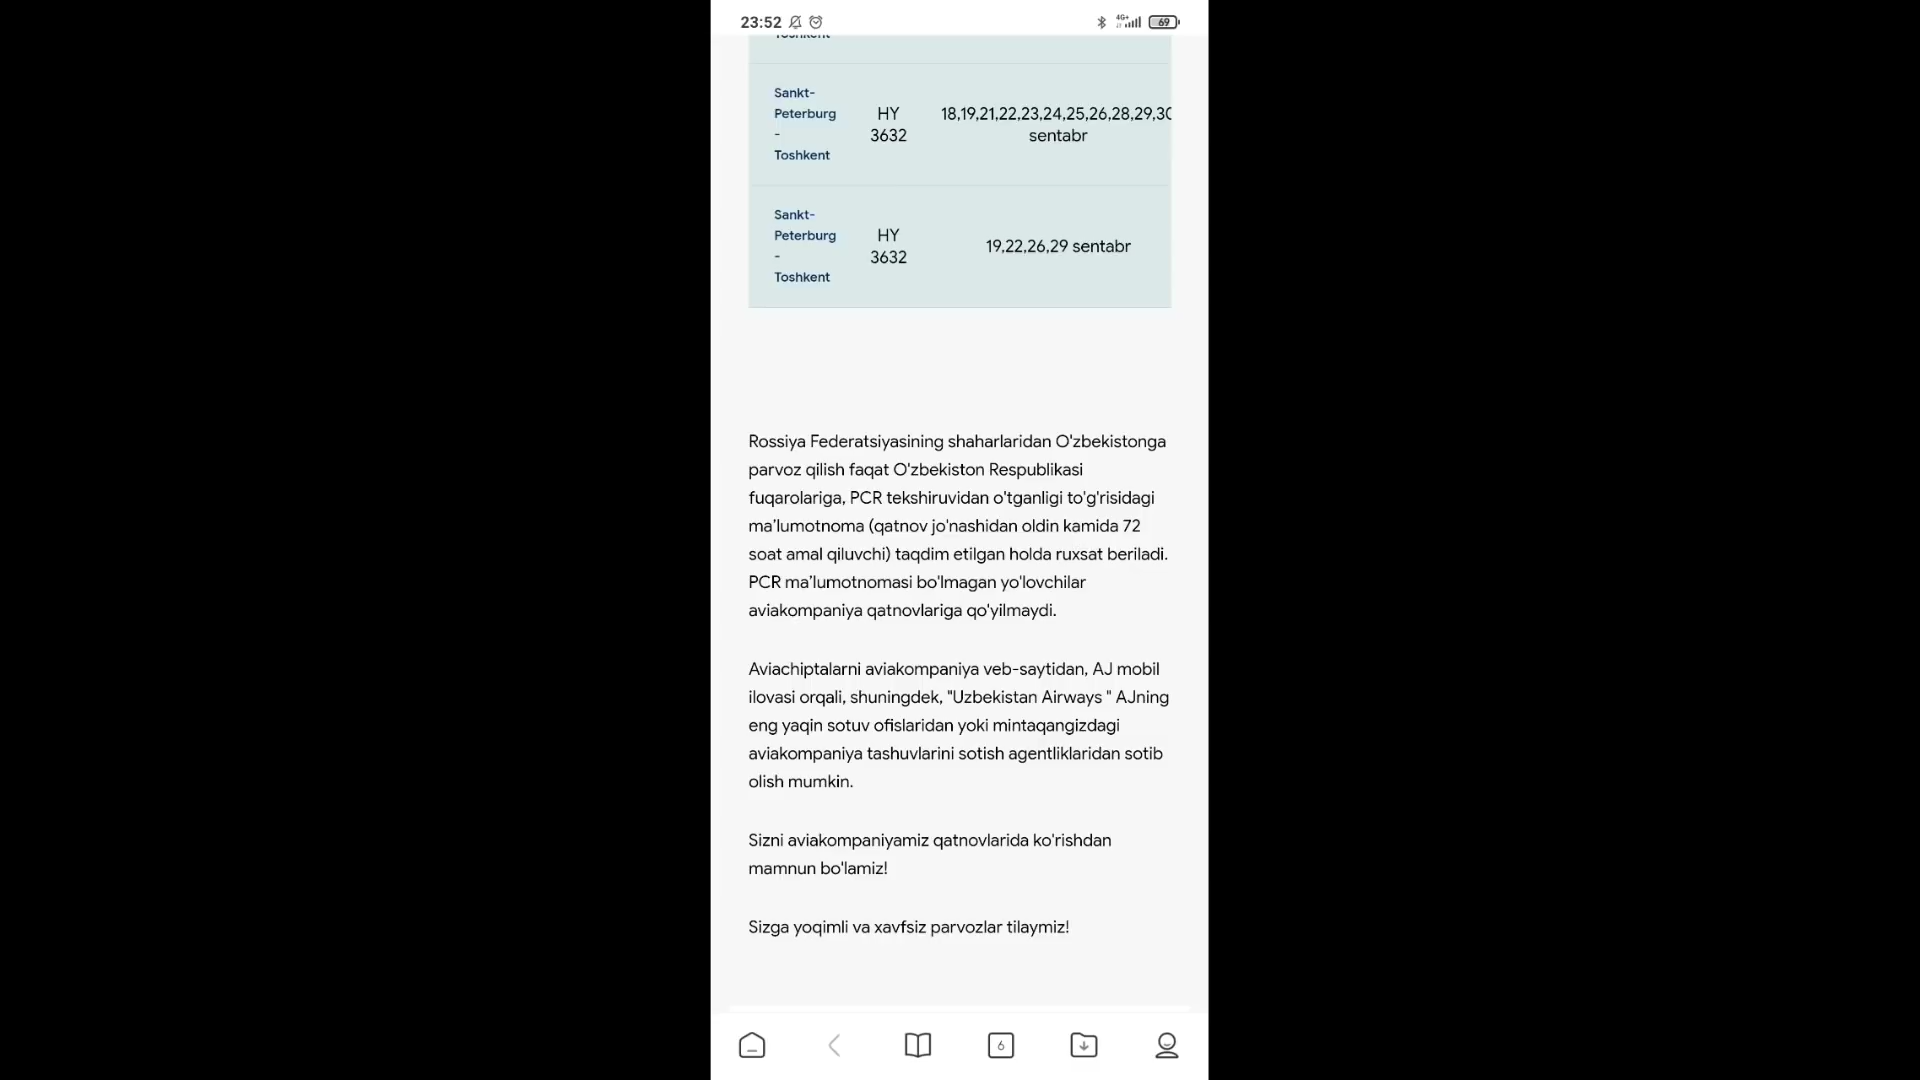 23:52
4G+
69
Toshkent
Sankt-
Peterburg
-
Toshkent
HY
3632
18,19,21,22,23,24,25,26,28,29,30
sentabr
Sankt-
Peterburg
-
Toshkent
HY
3632
19,22,26,29 sentabr
Rossiya Federatsiyasining shaharlaridan O'zbekistonga
parvoz qilish faqat O'zbekiston Respublikasi
fuqarolariga, PCR tekshiruvidan o'tganligi to'g'risidagi
ma’lumotnoma (qatnov jo'nashidan oldin kamida 72
soat amal qiluvchi) taqdim etilgan holda ruxsat beriladi.
PCR ma’lumotnomasi bo'lmagan yo'lovchilar
aviakompaniya qatnovlariga qo'yilmaydi.
Aviachiptalarni aviakompaniya veb-saytidan, AJ mobil
ilovasi orqali, shuningdek, "Uzbekistan Airways " AJning
eng yaqin sotuv ofislaridan yoki mintaqangizdagi
aviakompaniya tashuvlarini sotish agentliklaridan sotib
olish mumkin.
Sizni aviakompaniyamiz qatnovlarida ko'rishdan
mamnun bo'lamiz!
Sizga yoqimli va xavfsiz parvozlar tilaymiz!
6